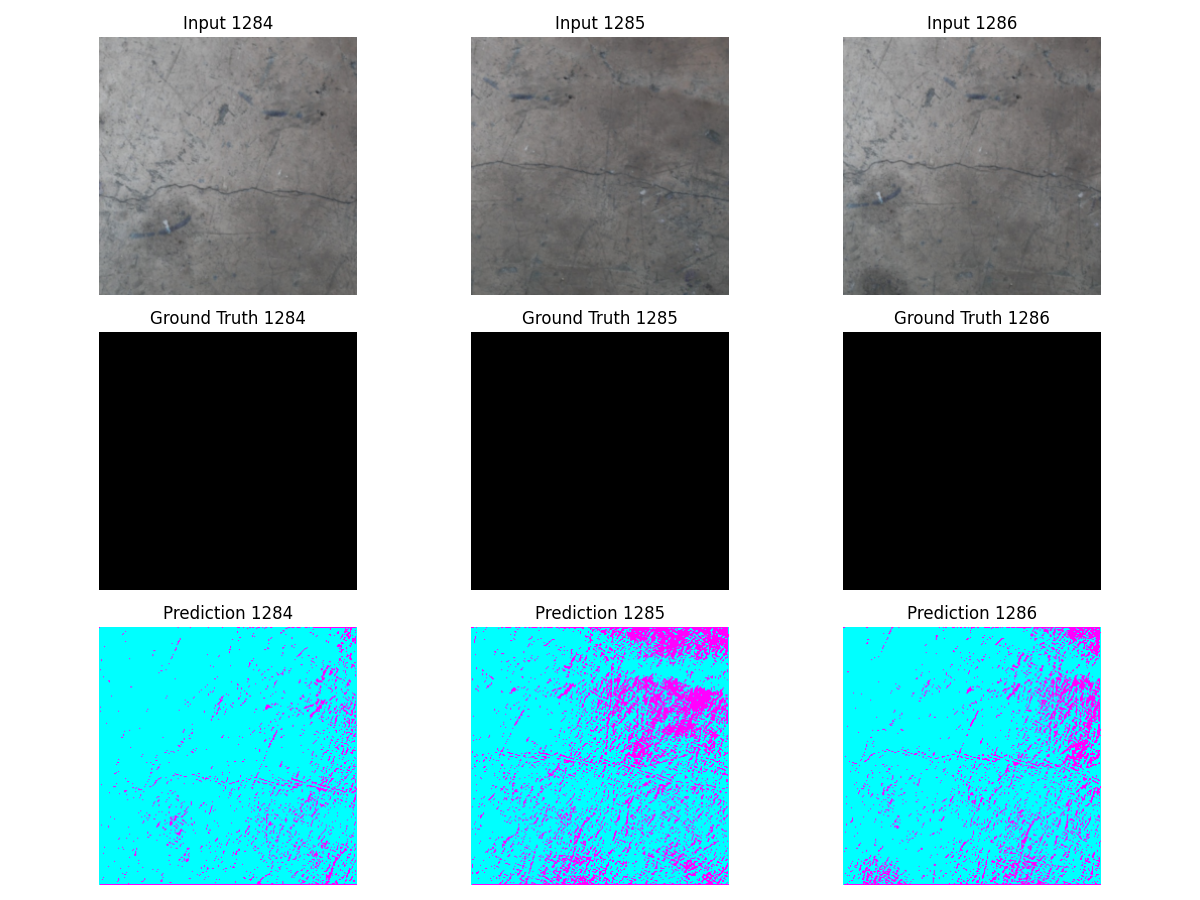 Input 1284
Input 1285
Input 1286
Ground Truth 1284
Ground Truth 1285
Ground Truth 1286
Prediction 1284
Prediction 1285
Prediction 1286